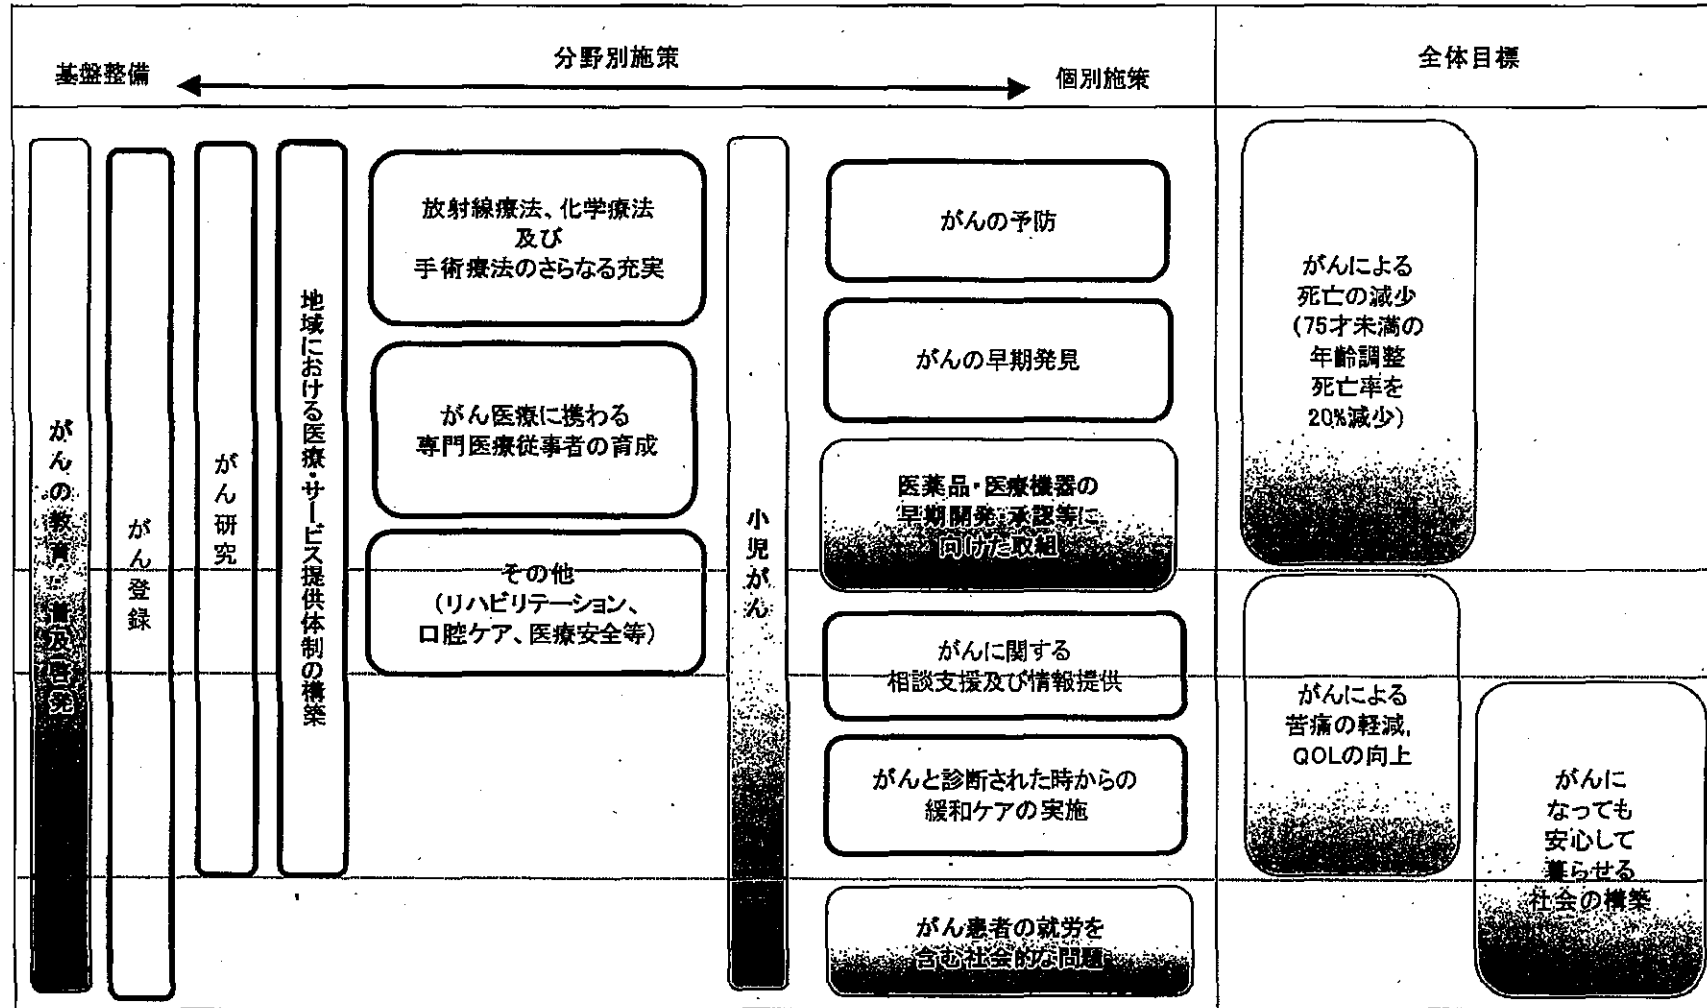 分野別施策
全体目標
基盤整備
個別施策
がんの教育・普及啓発
がん登録
がん研究
地域における医療・サービス提供体制の構築
放射線療法、化学療法
及び
手術療法のさらなる充実
がん医療に携わる
専門医療従事者の育成
その他
(リハビリテーション、
口腔ケア、医療安全等)
小児がん
がんの予防
がんの早期発見
医薬品・医療機器の
早期開発・承認等に
向けた取組
がんに関する
相談支援及び情報提供
がんと診断された時からの
緩和ケアの実施
がん患者の就労を
含む社会的な問題
がんによる
死亡の減少
(75才未満の
年齢調整
死亡率を
20%減少)
がんによる
苦痛の軽減,
QOLの向上
がんに
なっても
安心して
暮らせる
社会の構築